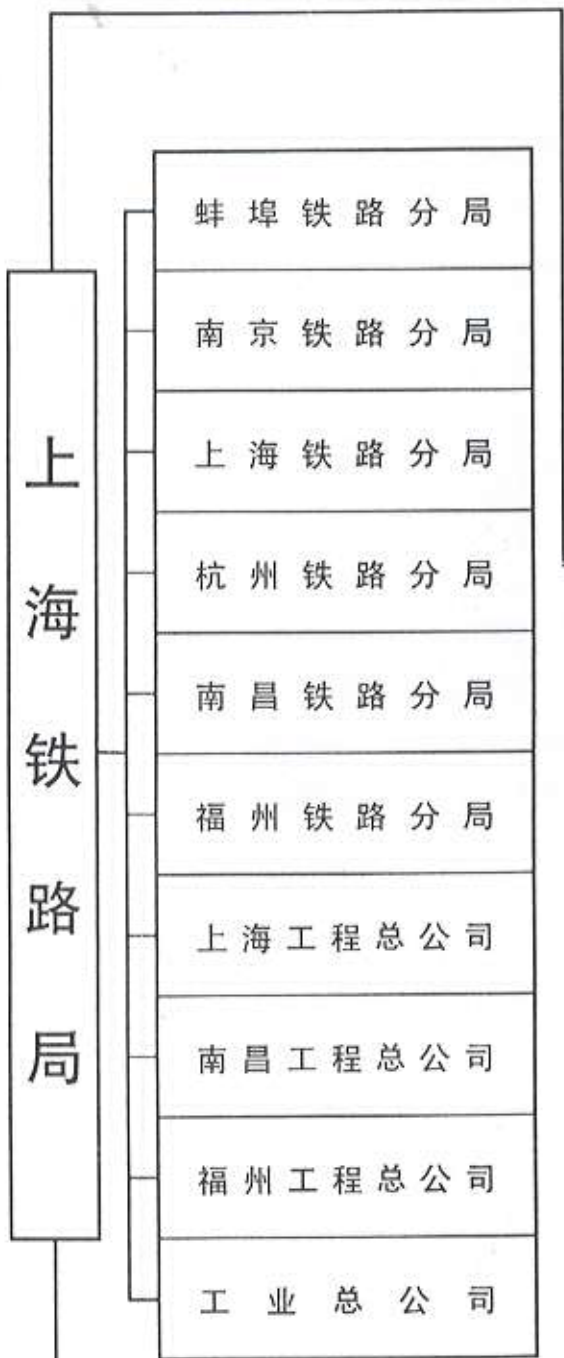 上海铁路局
蚌埠铁路分局
南京铁路分局
上海铁路分局
杭州铁路分局
南昌铁路分局
福州铁路分局
上海工程总公司
南昌工程总公司
福州工程总公司
工业总公司